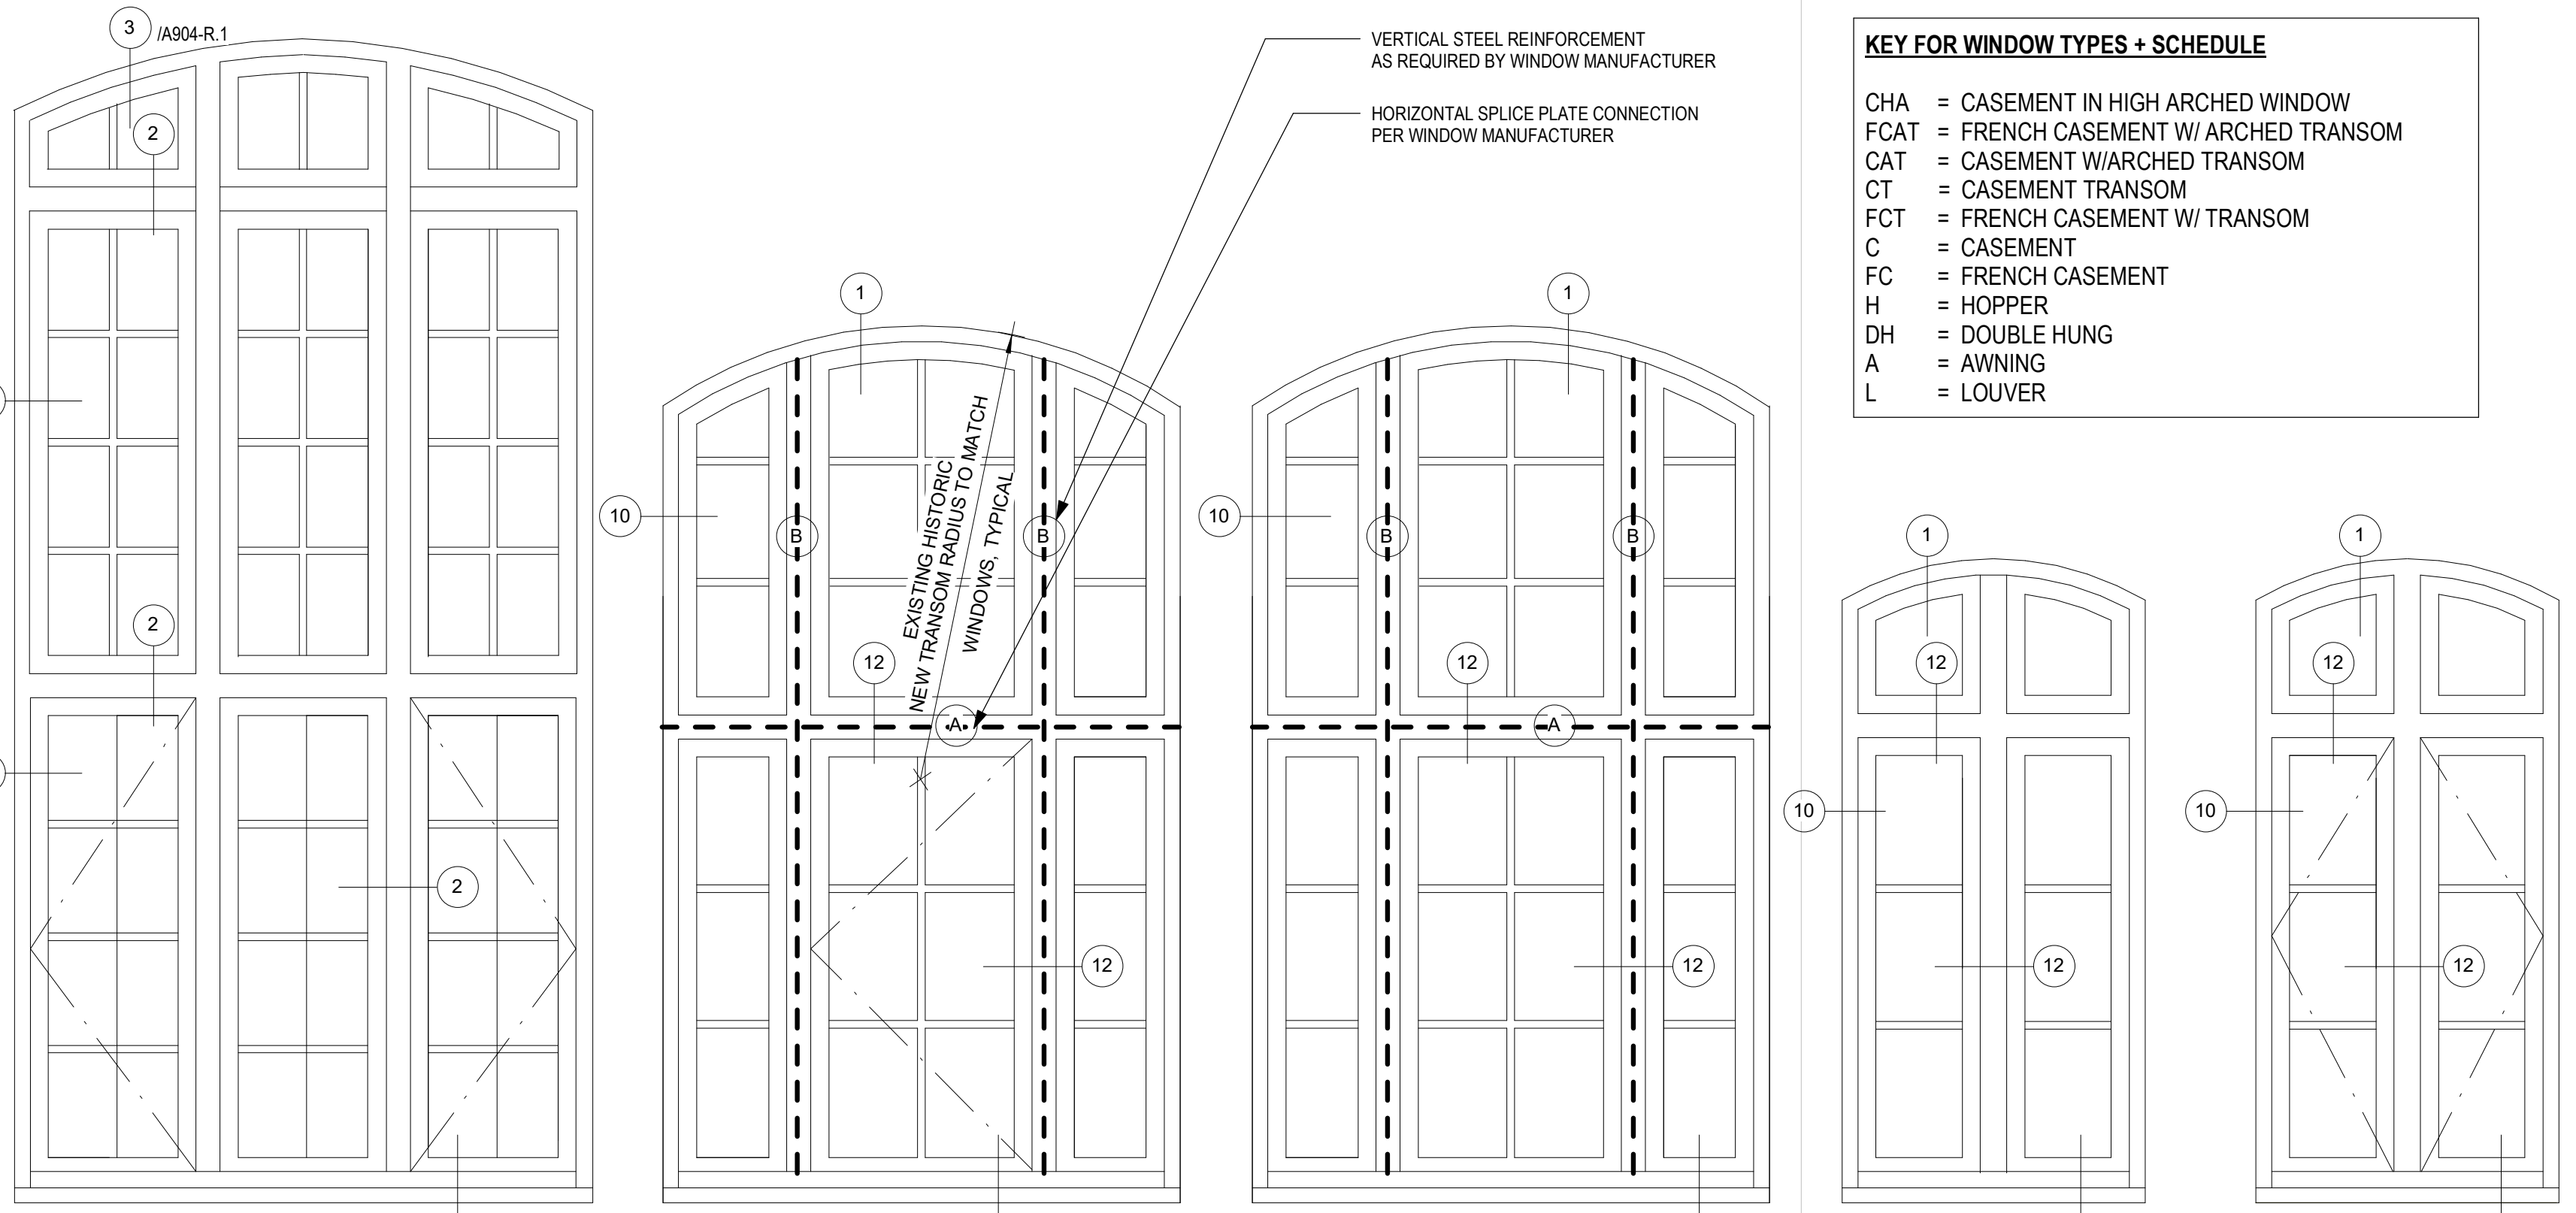 3 /A904-R.1
2
2
2
VERTICAL STEEL REINFORCEMENT
AS REQUIRED BY WINDOW MANUFACTURER
HORIZONTAL SPLICE PLATE CONNECTION
PER WINDOW MANUFACTURER
1
10
B
B
EXISTING HISTORIC
NEW TRANSOM RADIUS TO MATCH
WINDOWS, TYPICAL
12
A
12
1
10
B
B
12
A
12
KEY FOR WINDOW TYPES + SCHEDULE
CHA = CASEMENT IN HIGH ARCHED WINDOW
FCAT = FRENCH CASEMENT W/ ARCHED TRANSOM
CAT = CASEMENT W/ARCHED TRANSOM
CT = CASEMENT TRANSOM
FCT = FRENCH CASEMENT W/ TRANSOM
C = CASEMENT
FC = FRENCH CASEMENT
H = HOPPER
DH = DOUBLE HUNG
A = AWNING
L = LOUVER
1
12
10
12
1
12
10
12